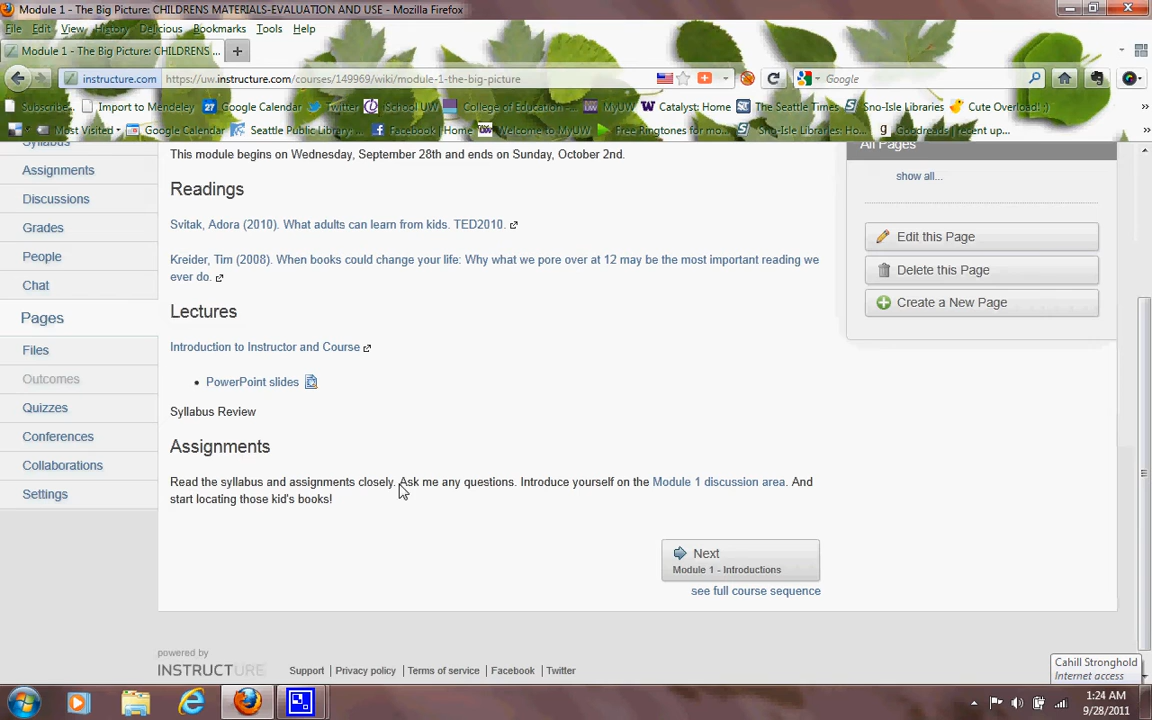 Module 1 - The Big Picture: CHILDRENS MATERIALS-EVALUATION AND USE - Mozilla Firefox
File Edit View History Delicious Bookmarks Tools Help
Module 1 - The Big Picture: CHILDRENS ...
instructure.com https://uw.instructure.com/courses/149969/wiki/module-1-the-big-picture
Google
Subscribe... Import to Mendeley 27 Google Calendar Twitter iSchool UW College of Education -... MyUW Catalyst: Home The Seattle Times Sno-Isle Libraries Cute Overload! :)
Most Visited Google Calendar Seattle Public Library:... Facebook | Home Welcome to MyUW Free Ringtones for mo... Sno-Isle Libraries: Ho... Goodreads | recent up...
Syllabus
Assignments
Discussions
Grades
People
Chat
Pages
Files
Outcomes
Quizzes
Conferences
Collaborations
Settings
This module begins on Wednesday, September 28th and ends on Sunday, October 2nd.
Readings
Svitak, Adora (2010). What adults can learn from kids. TED2010.
Kreider, Tim (2008). When books could change your life: Why what we pore over at 12 may be the most important reading we
ever do.
Lectures
Introduction to Instructor and Course
• PowerPoint slides
Syllabus Review
Assignments
Read the syllabus and assignments closely. Ask me any questions. Introduce yourself on the Module 1 discussion area. And
start locating those kid's books!
Next
Module 1 - Introductions
see full course sequence
All Pages
show all...
Edit this Page
Delete this Page
Create a New Page
powered by
INSTRUCTURE
Support | Privacy policy | Terms of service | Facebook | Twitter
Cahill Stronghold
Internet access
1:24 AM
9/28/2011